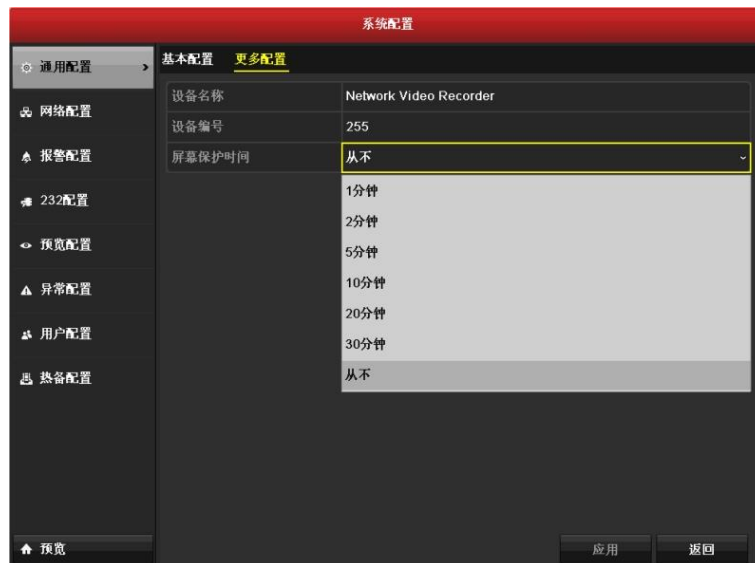 系统配置
通用配置
网络配置
报警配置
232配置
预览配置
异常配置
用户配置
热备配置
预览
基本配置 更多配置
设备名称 Network Video Recorder
设备编号 255
屏幕保护时间 从不
1分钟
2分钟
5分钟
10分钟
20分钟
30分钟
从不
应用 返回